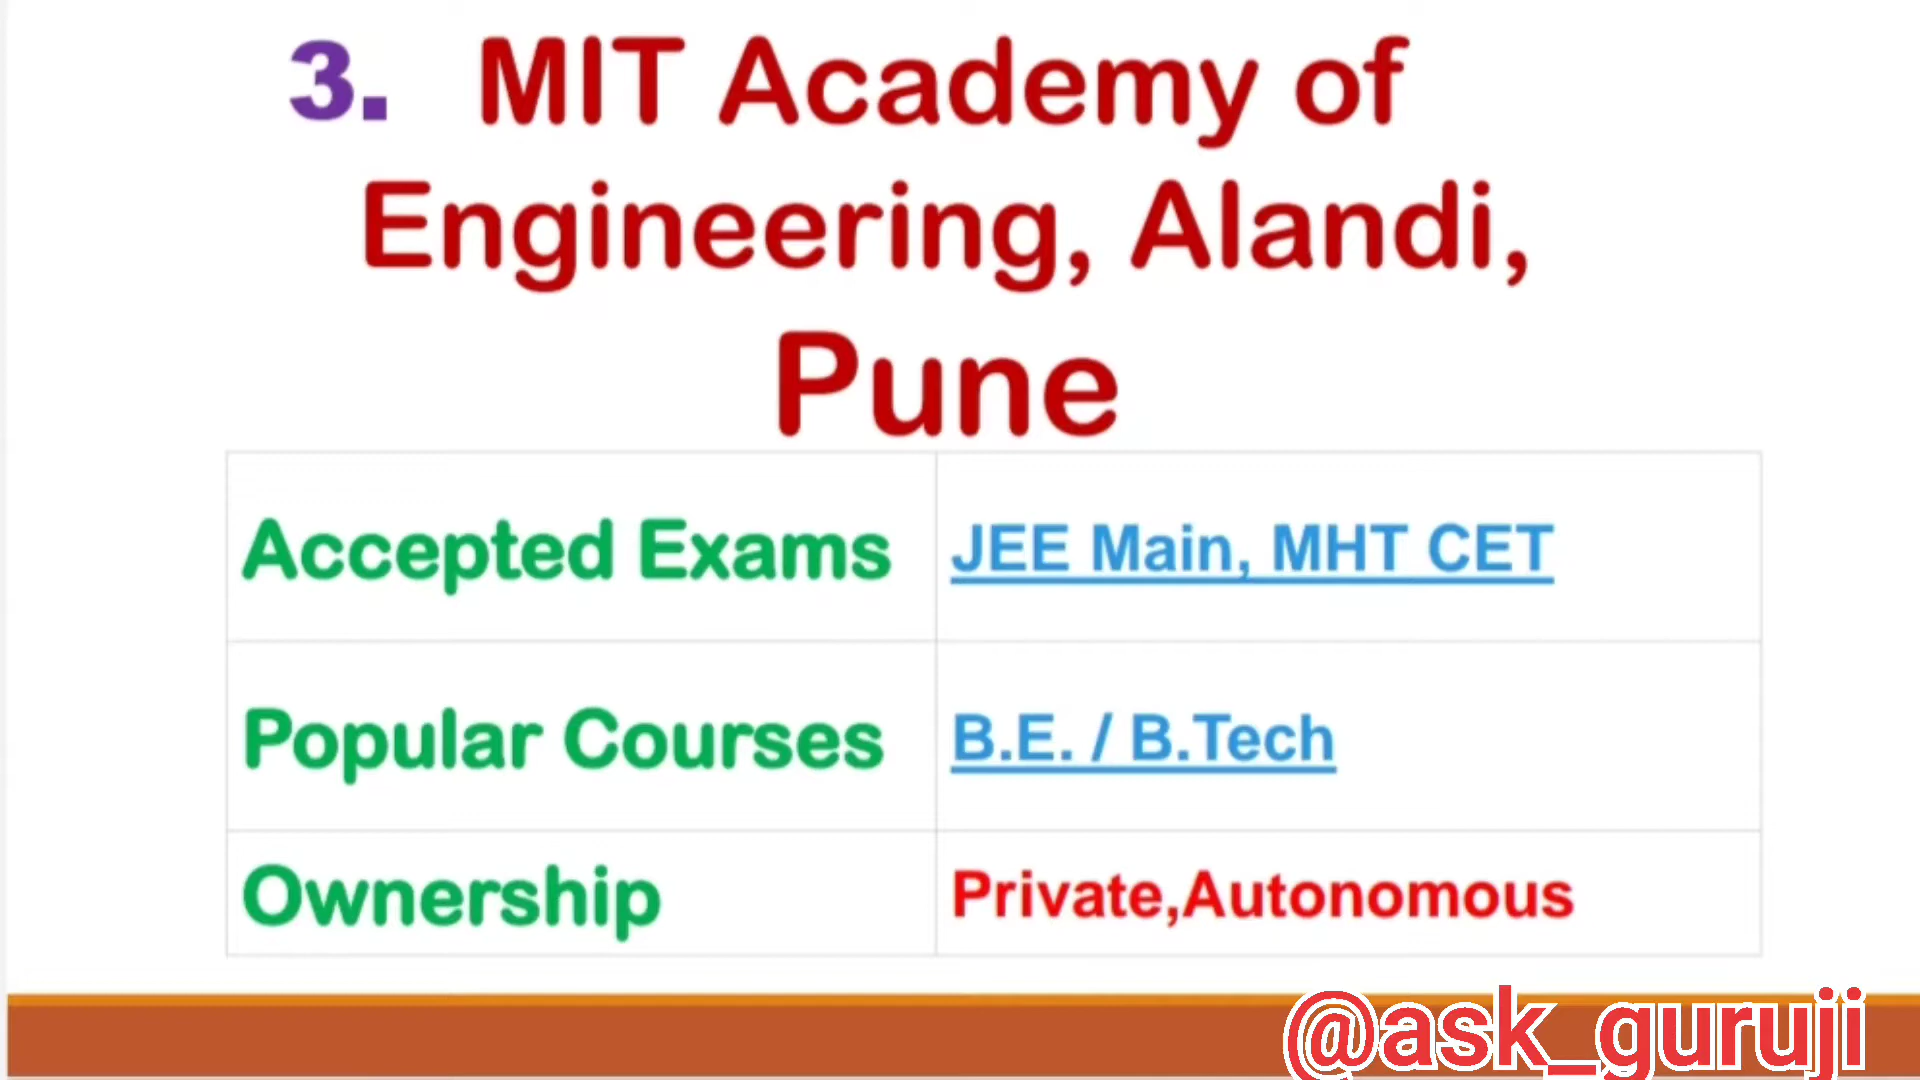 3. MIT Academy of
Engineering, Alandi,
Pune
Accepted Exams JEE Main, MHT CET
Popular Courses B.E. / B.Tech
Ownership Private,Autonomous
@ask_guruji